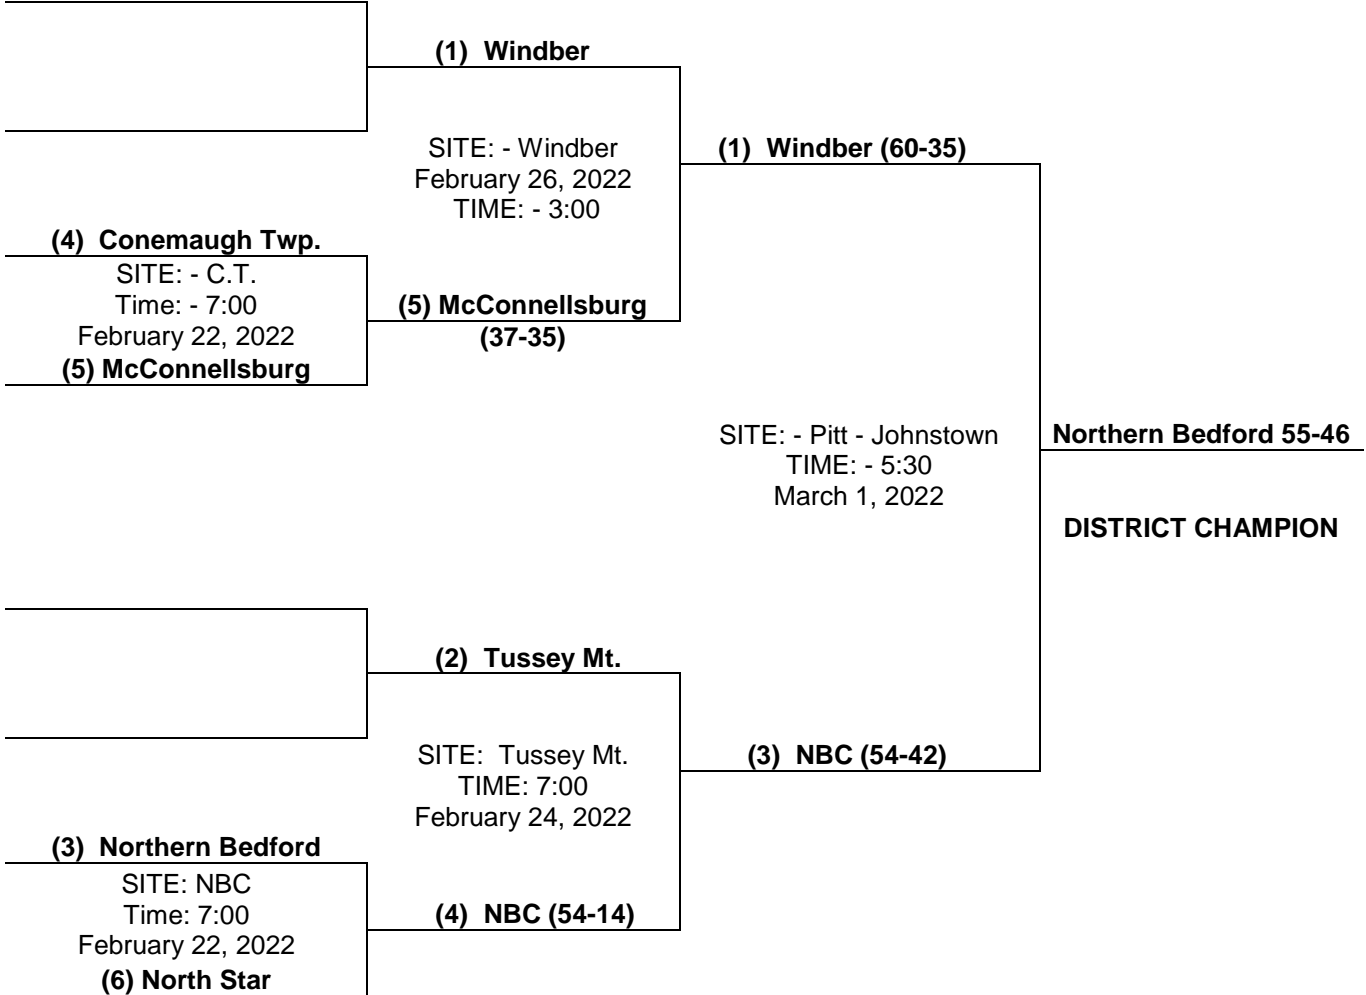 (1) Windber
SITE: - Windber
February 26, 2022
TIME: - 3:00
(1) Windber (60-35)
(4) Conemaugh Twp.
SITE: - C.T.
Time: - 7:00
February 22, 2022
(5) McConnellsburg
(5) McConnellsburg
(37-35)
SITE: - Pitt - Johnstown
TIME: - 5:30
March 1, 2022
Northern Bedford 55-46
DISTRICT CHAMPION
(2) Tussey Mt.
SITE: Tussey Mt.
TIME: 7:00
February 24, 2022
(3) NBC (54-42)
(3) Northern Bedford
SITE: NBC
Time: 7:00
February 22, 2022
(6) North Star
(4) NBC (54-14)